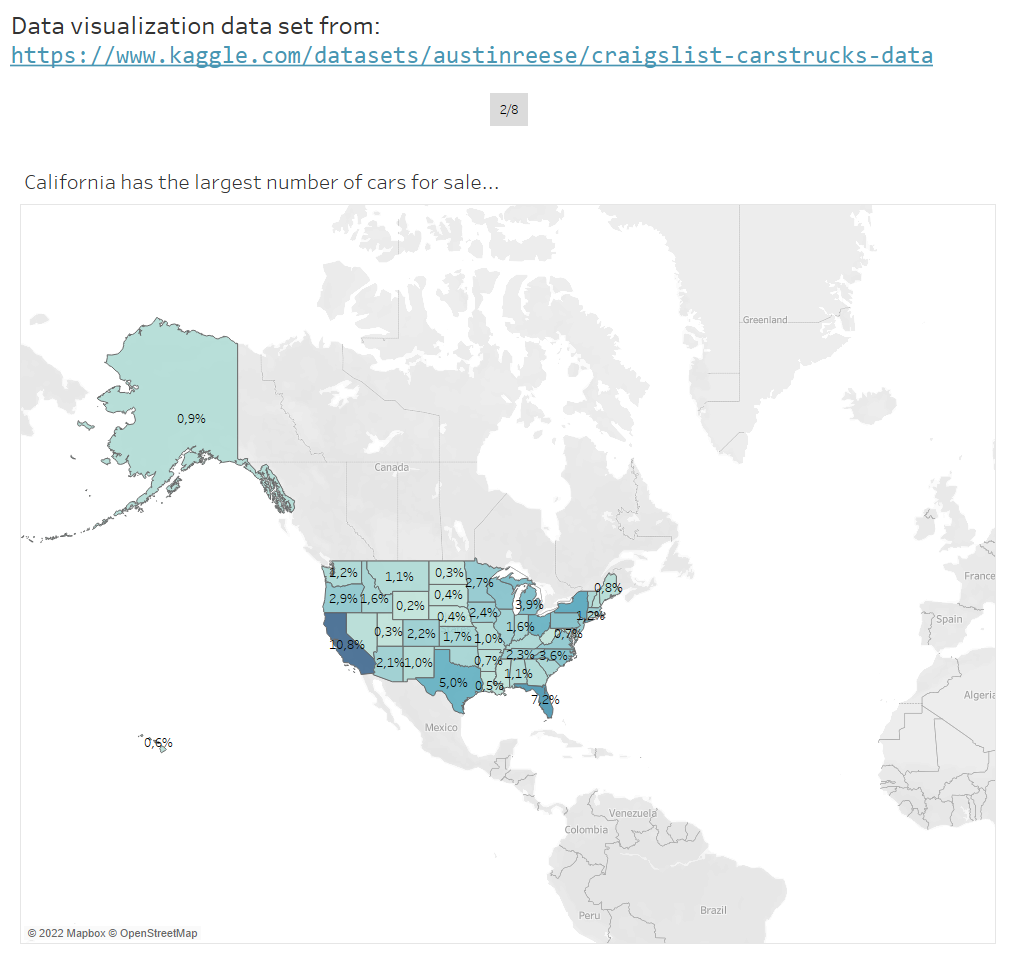 Data visualization data set from:
https://www.kaggle.com/datasets/austinreese/craigslist-carstrucks-data
2/8
California has the largest number of cars for sale...
Greenland
0,9%
Canada
1,2% 1,1% 0,3% 2,7%
France
2,9% 1,6% 0,2% 0,4% 2,4% 3,9% 0,8%
0,4% 1,6% 1,2%
Spain
10,8% 0,3% 2,2% 1,7% 1,0% 0,7%
2,1% 1,0% 0,7% 2,3% 3,6%
5,0% 0,5% 1,1%
Algeria
7,2%
Mexico
0,6%
Venezuela
Colombia
Peru
Brazil
© 2022 Mapbox © OpenStreetMap